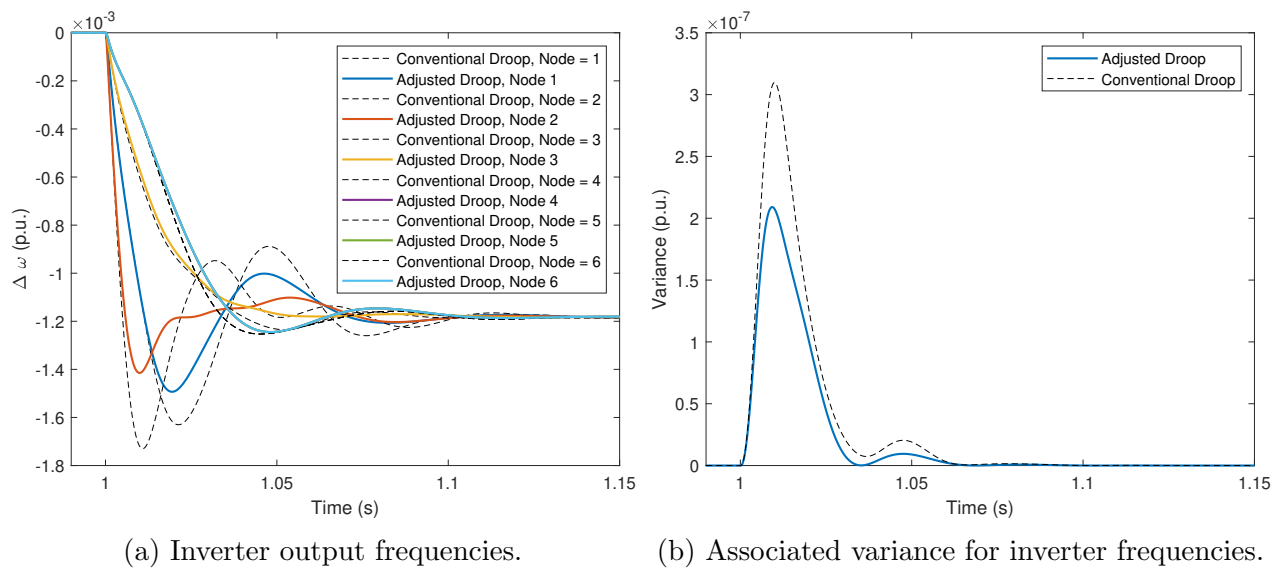 ×10⁻³
0
-0.2
-0.4
-0.6
-0.8
-1
-1.2
-1.4
-1.6
-1.8
Δ ω (p.u.)
1
1.05
1.1
1.15
Time (s)
Conventional Droop, Node = 1
Adjusted Droop, Node 1
Conventional Droop, Node = 2
Adjusted Droop, Node 2
Conventional Droop, Node = 3
Adjusted Droop, Node 3
Conventional Droop, Node = 4
Adjusted Droop, Node 4
Conventional Droop, Node = 5
Adjusted Droop, Node 5
Conventional Droop, Node = 6
Adjusted Droop, Node 6
(a) Inverter output frequencies.
×10⁻⁷
3.5
3
2.5
2
1.5
1
0.5
0
Variance (p.u.)
1
1.05
1.1
1.15
Time (s)
Adjusted Droop
Conventional Droop
(b) Associated variance for inverter frequencies.